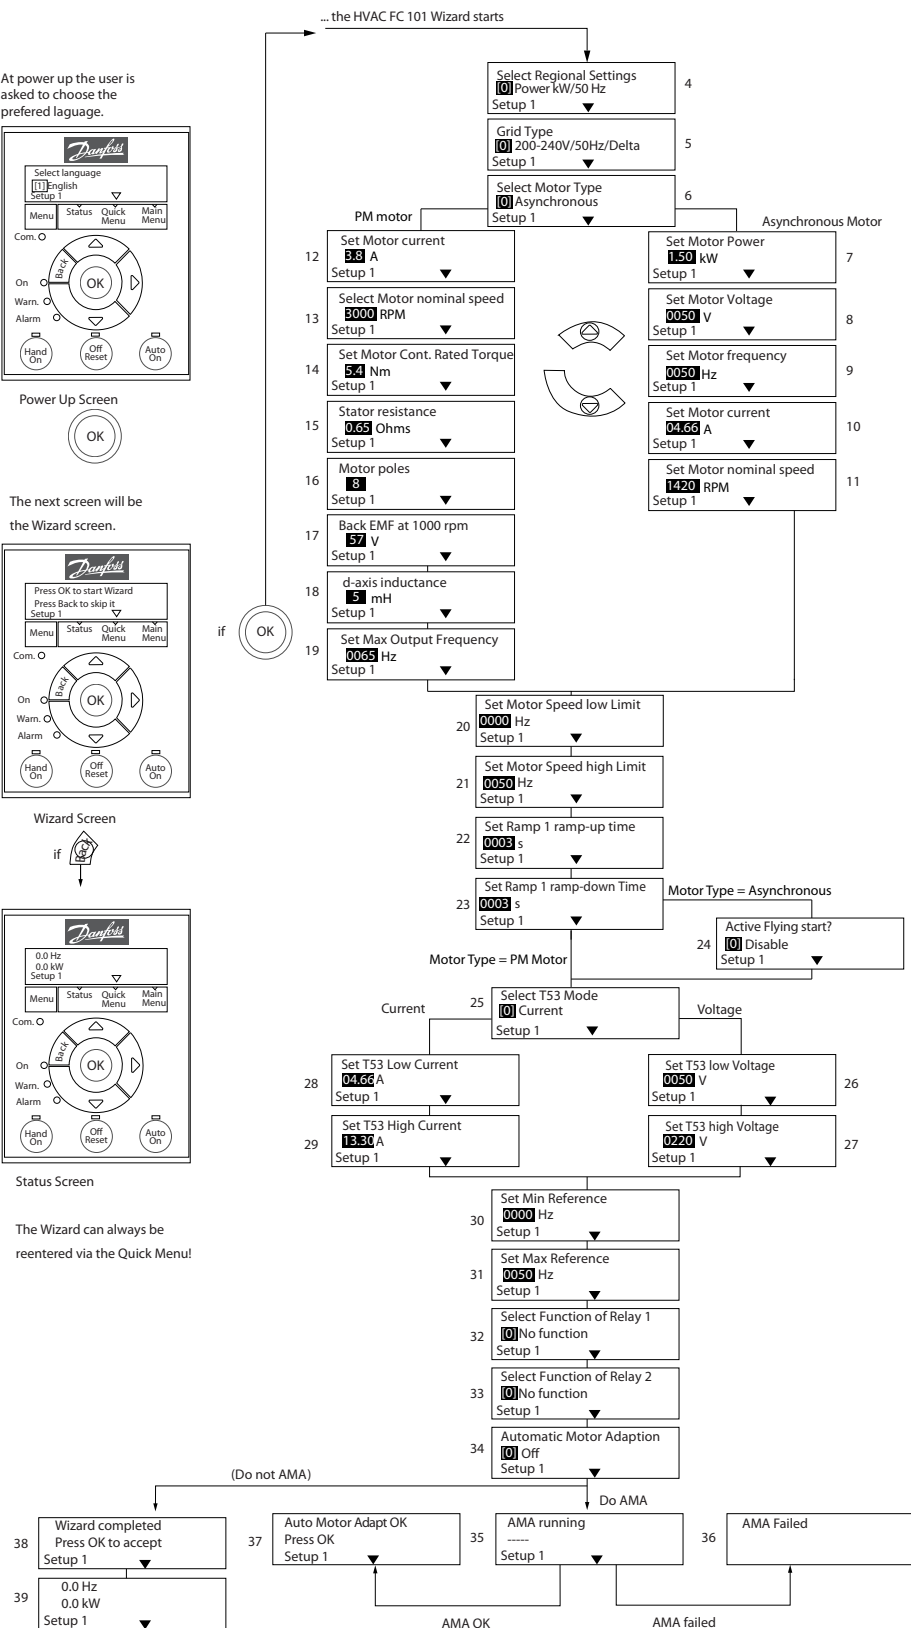 ... the HVAC FC 101 Wizard starts
At power up the user is
asked to choose the
prefered laguage.
Danfoss
Select language
[1] English
Setup 1
Menu
Status
Quick
Menu
Main
Menu
Com.
Back
OK
On
Warn.
Alarm
Hand
On
Off
Reset
Auto
On
Power Up Screen
OK
The next screen will be
the Wizard screen.
Danfoss
Press OK to start Wizard
Press Back to skip it
Setup 1
Menu
Status
Quick
Menu
Main
Menu
Com.
Back
OK
On
Warn.
Alarm
Hand
On
Off
Reset
Auto
On
Wizard Screen
if
Back
Danfoss
0.0 Hz
0.0 kW
Setup 1
Menu
Status
Quick
Menu
Main
Menu
Com.
Back
OK
On
Warn.
Alarm
Hand
On
Off
Reset
Auto
On
Status Screen
The Wizard can always be
reentered via the Quick Menu!
if
OK
Select Regional Settings
[0] Power kW/50 Hz
Setup 1
4
Grid Type
[0] 200-240V/50Hz/Delta
Setup 1
5
Select Motor Type
[0] Asynchronous
Setup 1
6
PM motor
Asynchronous Motor
12
Set Motor current
3.8 A
Setup 1
13
Select Motor nominal speed
3000 RPM
Setup 1
14
Set Motor Cont. Rated Torque
5.4 Nm
Setup 1
15
Stator resistance
0.65 Ohms
Setup 1
16
Motor poles
8
Setup 1
17
Back EMF at 1000 rpm
57 V
Setup 1
18
d-axis inductance
5 mH
Setup 1
19
Set Max Output Frequency
0065 Hz
Setup 1
Set Motor Power
1.50 kW
Setup 1
7
Set Motor Voltage
0050 V
Setup 1
8
Set Motor frequency
0050 Hz
Setup 1
9
Set Motor current
04.66 A
Setup 1
10
Set Motor nominal speed
1420 RPM
Setup 1
11
20
Set Motor Speed low Limit
0000 Hz
Setup 1
21
Set Motor Speed high Limit
0050 Hz
Setup 1
22
Set Ramp 1 ramp-up time
0003 s
Setup 1
23
Set Ramp 1 ramp-down Time
0003 s
Setup 1
Motor Type = Asynchronous
24
Active Flying start?
[0] Disable
Setup 1
Motor Type = PM Motor
25
Select T53 Mode
[0] Current
Setup 1
Current
Voltage
28
Set T53 Low Current
04.66 A
Setup 1
29
Set T53 High Current
13.30 A
Setup 1
Set T53 low Voltage
0050 V
Setup 1
26
Set T53 high Voltage
0220 V
Setup 1
27
30
Set Min Reference
0000 Hz
Setup 1
31
Set Max Reference
0050 Hz
Setup 1
32
Select Function of Relay 1
[0] No function
Setup 1
33
Select Function of Relay 2
[0] No function
Setup 1
34
Automatic Motor Adaption
[0] Off
Setup 1
(Do not AMA)
Do AMA
38
Wizard completed
Press OK to accept
Setup 1
37
Auto Motor Adapt OK
Press OK
Setup 1
35
AMA running
-----
Setup 1
36
AMA Failed
39
0.0 Hz
0.0 kW
Setup 1
AMA OK
AMA failed